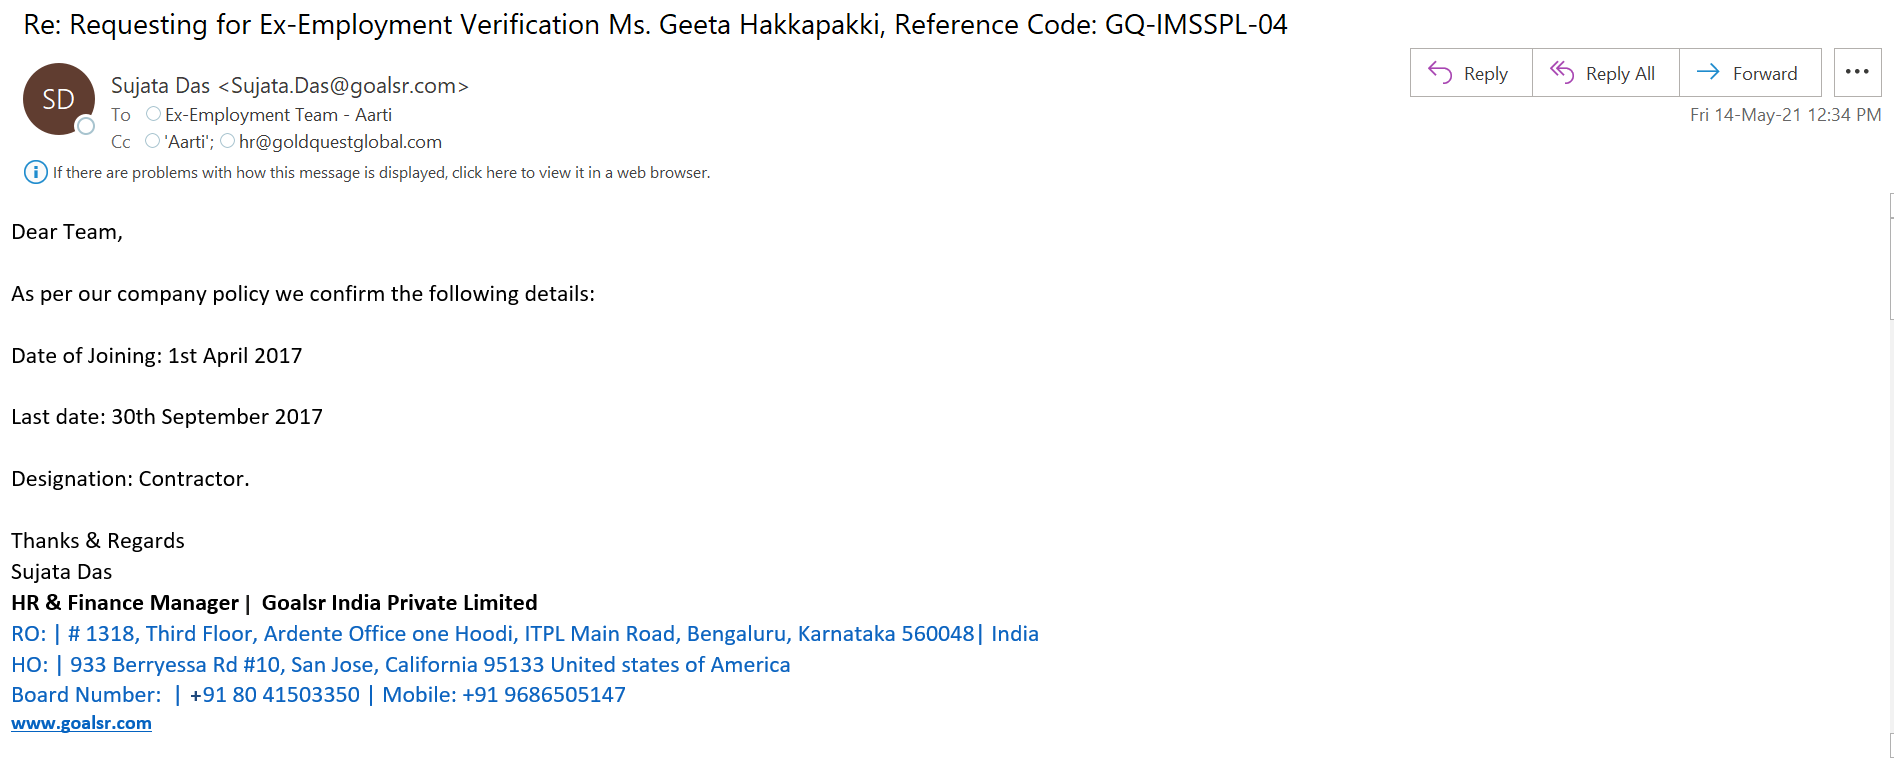 Re: Requesting for Ex-Employment Verification Ms. Geeta Hakkapakki, Reference Code: GQ-IMSSPL-04
SD
Sujata Das <Sujata.Das@goalsr.com>
To Ex-Employment Team - Aarti
Cc 'Aarti'; hr@goldquestglobal.com
Reply Reply All Forward ...
Fri 14-May-21 12:34 PM
If there are problems with how this message is displayed, click here to view it in a web browser.
Dear Team,
As per our company policy we confirm the following details:
Date of Joining: 1st April 2017
Last date: 30th September 2017
Designation: Contractor.
Thanks & Regards
Sujata Das
HR & Finance Manager | Goalsr India Private Limited
RO: | # 1318, Third Floor, Ardente Office one Hoodi, ITPL Main Road, Bengaluru, Karnataka 560048| India
HO: | 933 Berryessa Rd #10, San Jose, California 95133 United states of America
Board Number: | +91 80 41503350 | Mobile: +91 9686505147
www.goalsr.com